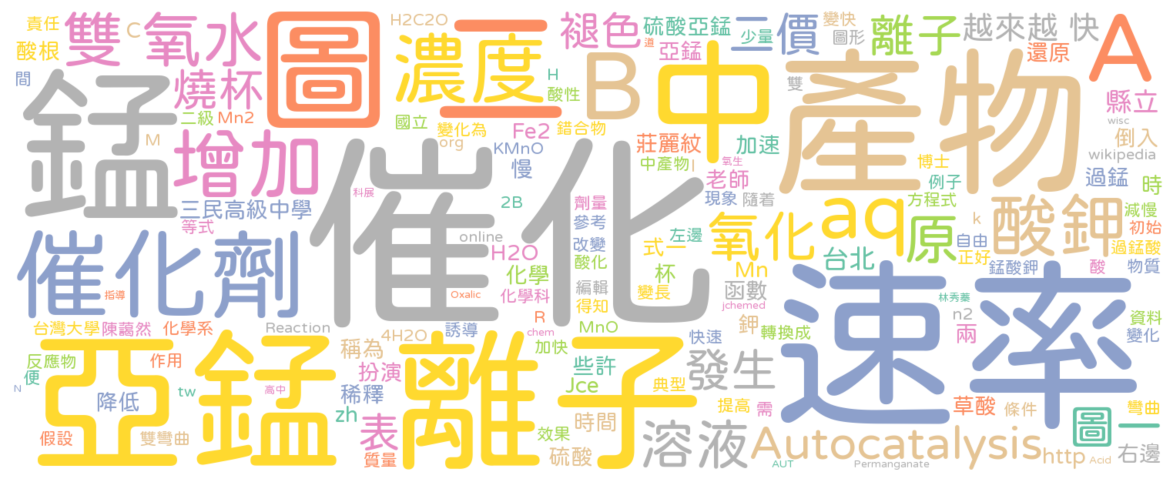 責任
雙
C
氧水
圖
H2C2O
一
濃度
二
褪色
硫酸亞錳
少量
道
亞錳
二價
變快
圖形
離子
越來越 快
還原
A
酸根
間
燒杯
二級
Mn2
錳
M
增加
三民高級中學
等式
國立
變化為
org
KMnO
Fe2
慢
錯合物
H
酸性
B
中
雙
產物
縣立
wisc
倒入
wikipedia
莊麗紋
中產物
I
氧生
老師
加速
現象
隨着
博士
例子
方程式
過錳
時
減慢
初始
過錳酸
科展
催化
online
2B
H2O
化學
化學科
劑量
參考
改變
酸化
編輯
得知
式一
左邊
杯
變長
氧化
aq
原
k
自由
正好
酸鉀
錳酸鉀
酸
物質
台北
Mn
函數
jchemed
催化劑
指導
Oxalic
R
MnO
chem
鉀
轉換成
林秀蓁
n2
兩
資料
變化
速率
台灣大學
陳藹然
化學系
Reaction
4H2O
誘導
加快
快速
反應物
便
N
作用
tw
高中
降低
稱為
扮演
稀釋
zh
些許
Jce
典型
發生
提高
需
草酸
條件
彎曲
亞錳
離子
假設
雙彎曲
表
質量
效果
硫酸
時間
溶液
Autocatalysis
AUT
Permanganate
http
Acid
圖一
右邊